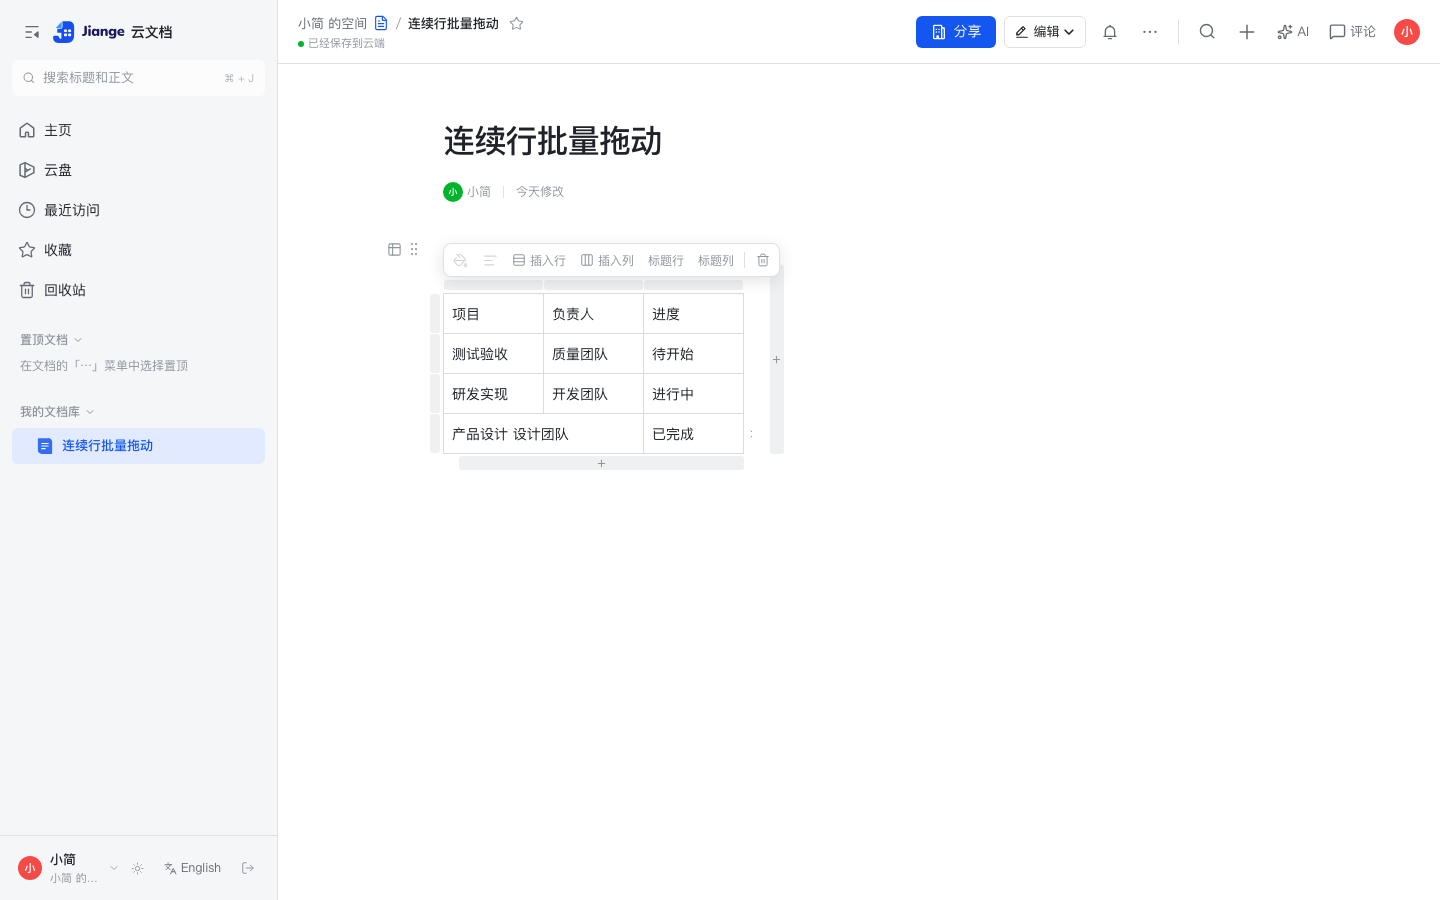 Jiange 云文档
搜索标题和正文 ⌘ + J
主页
云盘
最近访问
收藏
回收站
置顶文档
在文档的「…」菜单中选择置顶
我的文档库
连续行批量拖动
小 小简
小简 的...
English
小简 的空间 / 连续行批量拖动
已经保存到云端
分享 编辑 AI 评论 小
连续行批量拖动
小 小简 今天修改
插入行 插入列 标题行 标题列
项目 负责人 进度
测试验收 质量团队 待开始
研发实现 开发团队 进行中
产品设计 设计团队 已完成